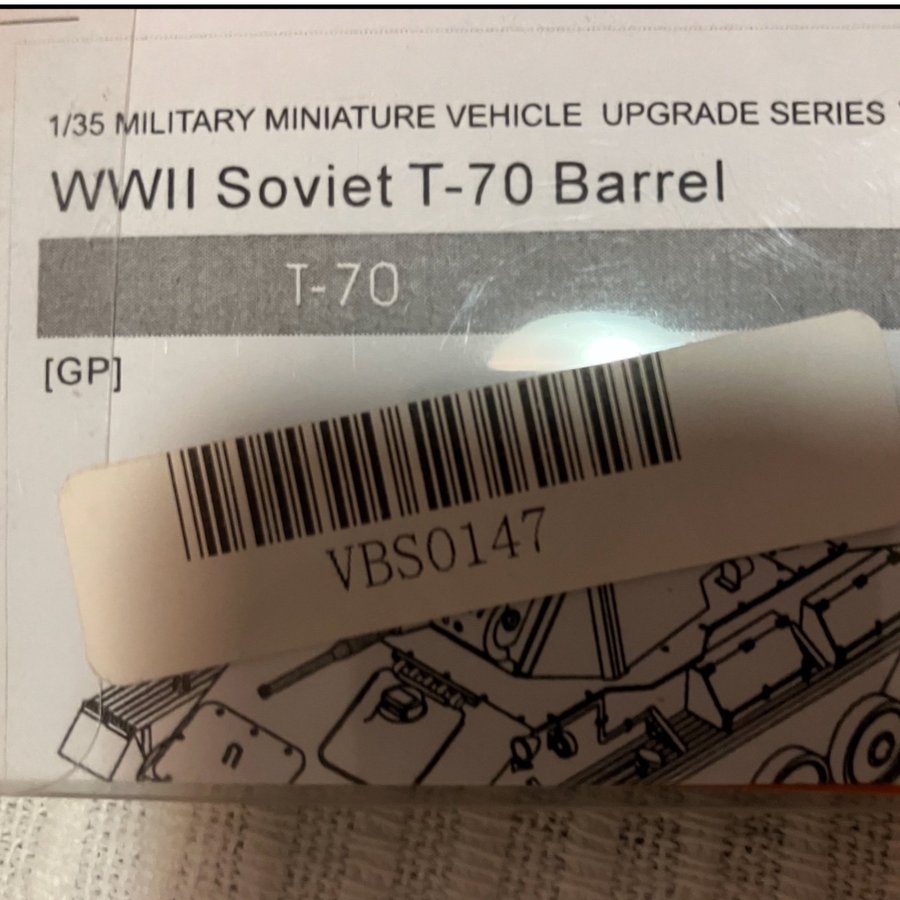 1/35 MILITARY MINIATURE VEHICLE UPGRADE SERIES
WWII Soviet T-70 Barrel
T-70
[GP]
VBS0147